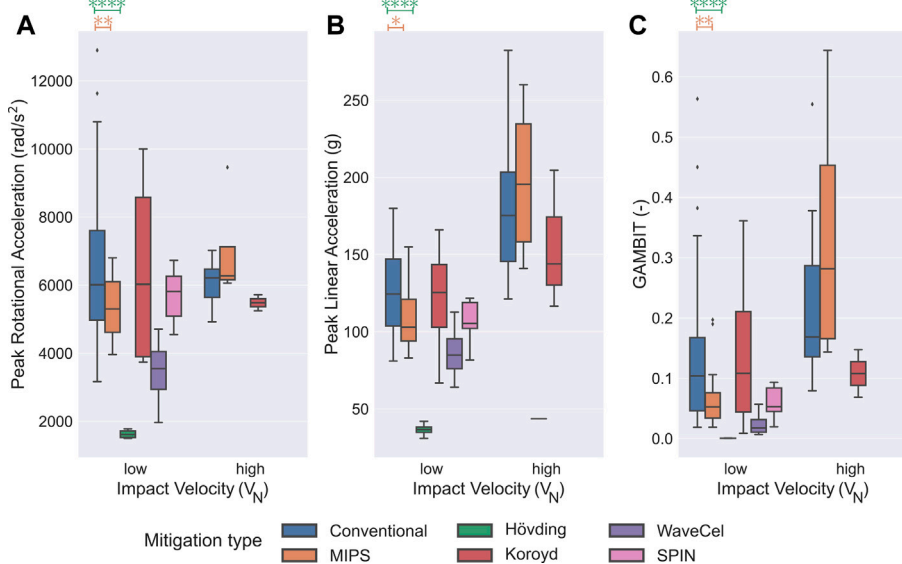 ****
**
A
Peak Rotational Acceleration (rad/s²)
12000
10000
8000
6000
4000
2000
low
high
Impact Velocity (V_N)
****
*
B
Peak Linear Acceleration (g)
250
200
150
100
50
low
high
Impact Velocity (V_N)
****
**
C
GAMBIT (-)
0.6
0.5
0.4
0.3
0.2
0.1
0.0
low
high
Impact Velocity (V_N)
Mitigation type
Conventional
MIPS
Hövding
Koroyd
WaveCel
SPIN